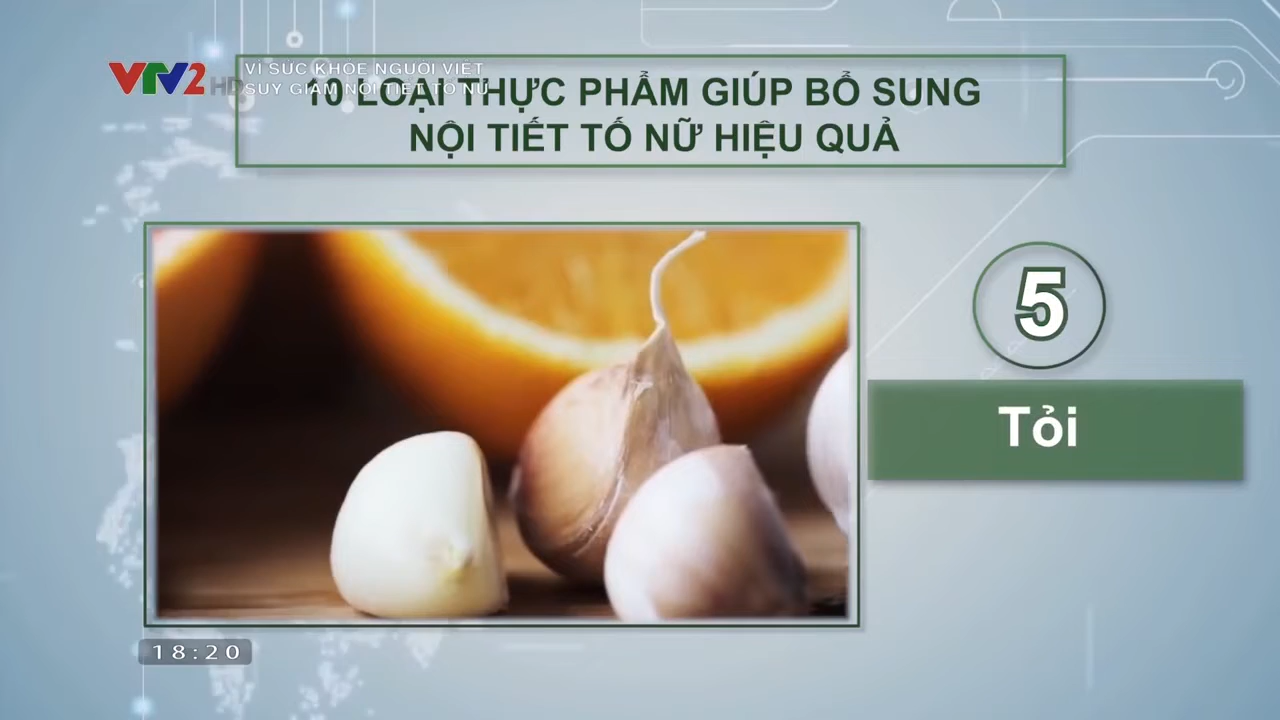 VTV2 HD
VÌ SỨC KHỎE NGƯỜI VIỆT
SUY GIẢM NỘI TIẾT TỐ NỮ
10 LOẠI THỰC PHẨM GIÚP BỔ SUNG
NỘI TIẾT TỐ NỮ HIỆU QUẢ
5
Tỏi
18:20